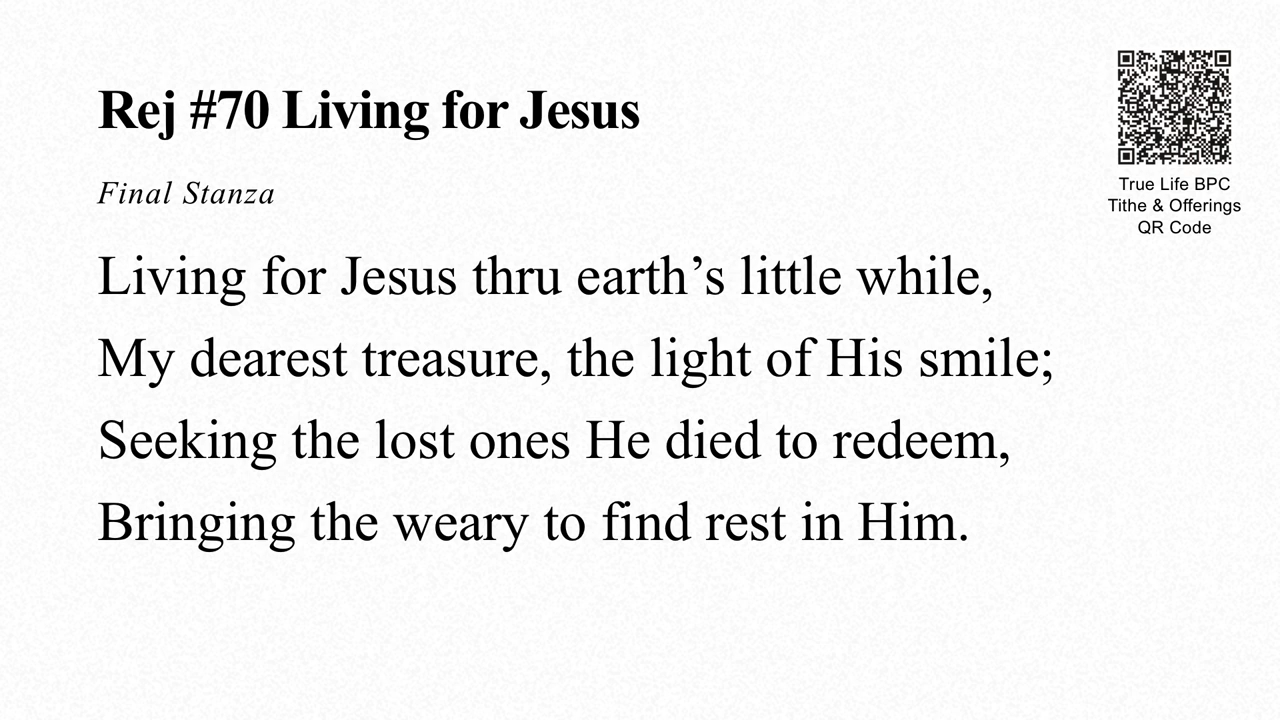 Rej #70 Living for Jesus
Final Stanza
Living for Jesus thru earth’s little while,
My dearest treasure, the light of His smile;
Seeking the lost ones He died to redeem,
Bringing the weary to find rest in Him.
True Life BPC
Tithe & Offerings
QR Code